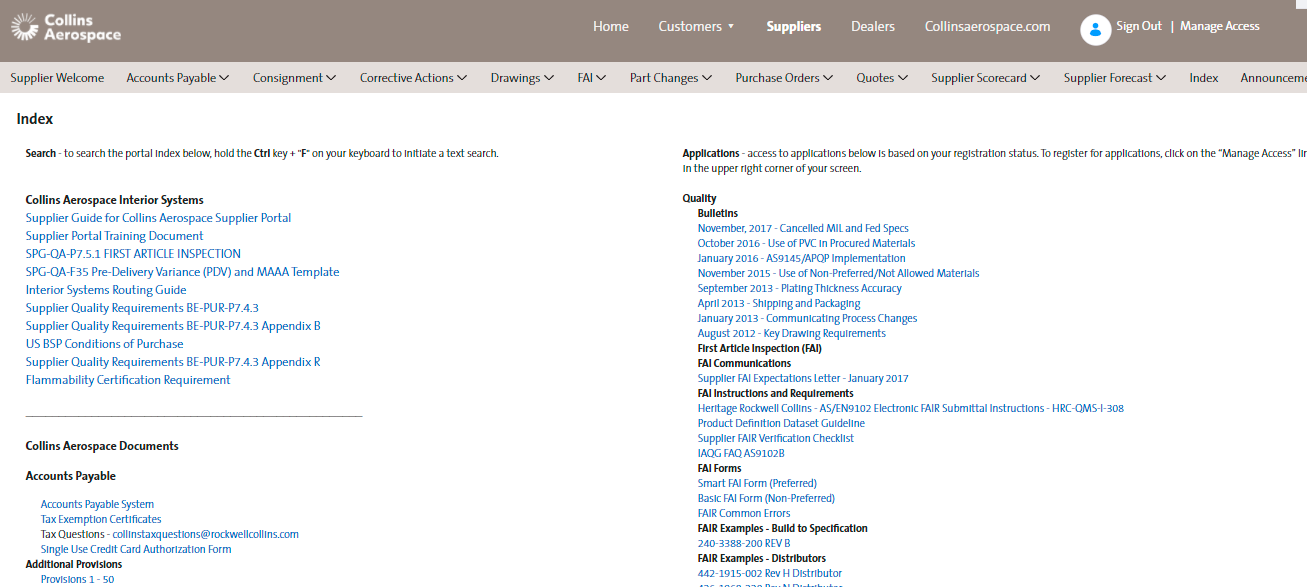 Collins
Aerospace
Home
Customers
Suppliers
Dealers
Collinsaerospace.com
Sign Out | Manage Access
Supplier Welcome
Accounts Payable
Consignment
Corrective Actions
Drawings
FAI
Part Changes
Purchase Orders
Quotes
Supplier Scorecard
Supplier Forecast
Index
Announceme
Index
Search - to search the portal index below, hold the Ctrl key + "F" on your keyboard to initiate a text search.
Collins Aerospace Interior Systems
Supplier Guide for Collins Aerospace Supplier Portal
Supplier Portal Training Document
SPG-QA-P7.5.1 FIRST ARTICLE INSPECTION
SPG-QA-F35 Pre-Delivery Variance (PDV) and MAAA Template
Interior Systems Routing Guide
Supplier Quality Requirements BE-PUR-P7.4.3
Supplier Quality Requirements BE-PUR-P7.4.3 Appendix B
US BSP Conditions of Purchase
Supplier Quality Requirements BE-PUR-P7.4.3 Appendix R
Flammability Certification Requirement
Collins Aerospace Documents
Accounts Payable
Accounts Payable System
Tax Exemption Certificates
Tax Questions - collinstaxquestions@rockwellcollins.com
Single Use Credit Card Authorization Form
Additional Provisions
Provisions 1 - 50
Applications - access to applications below is based on your registration status. To register for applications, click on the "Manage Access" lin
in the upper right corner of your screen.
Quality
Bulletins
November, 2017 - Cancelled MIL and Fed Specs
October 2016 - Use of PVC in Procured Materials
January 2016 - AS9145/APQP Implementation
November 2015 - Use of Non-Preferred/Not Allowed Materials
September 2013 - Plating Thickness Accuracy
April 2013 - Shipping and Packaging
January 2013 - Communicating Process Changes
August 2012 - Key Drawing Requirements
First Article Inspection (FAI)
FAI Communications
Supplier FAI Expectations Letter - January 2017
FAI Instructions and Requirements
Heritage Rockwell Collins - AS/EN9102 Electronic FAIR Submittal Instructions - HRC-QMS-I-308
Product Definition Dataset Guideline
Supplier FAIR Verification Checklist
IAQG FAQ AS9102B
FAI Forms
Smart FAI Form (Preferred)
Basic FAI Form (Non-Preferred)
FAIR Common Errors
FAIR Examples - Build to Specification
240-3388-200 REV B
FAIR Examples - Distributors
442-1915-002 Rev H Distributor